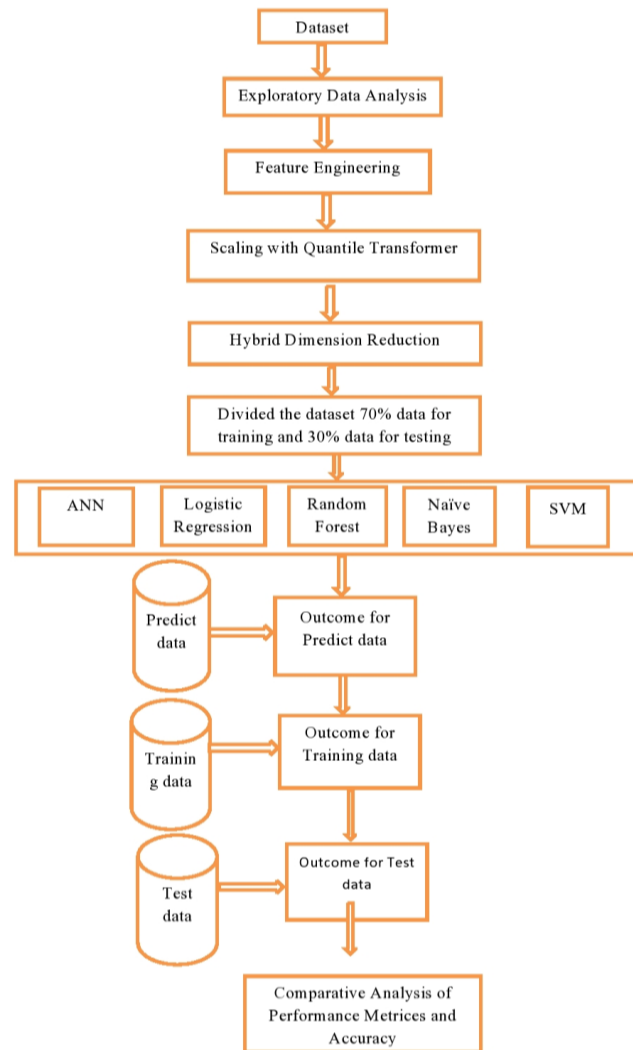 Dataset
Exploratory Data Analysis
Feature Engineering
Scaling with Quantile Transformer
Hybrid Dimension Reduction
Divided the dataset 70% data for
training and 30% data for testing
ANN
Logistic
Regression
Random
Forest
Naïve
Bayes
SVM
Predict
data
Outcome for
Predict data
Trainin
g data
Outcome for
Training data
Test
data
Outcome for Test
data
Comparative Analysis of
Performance Metrices and
Accuracy